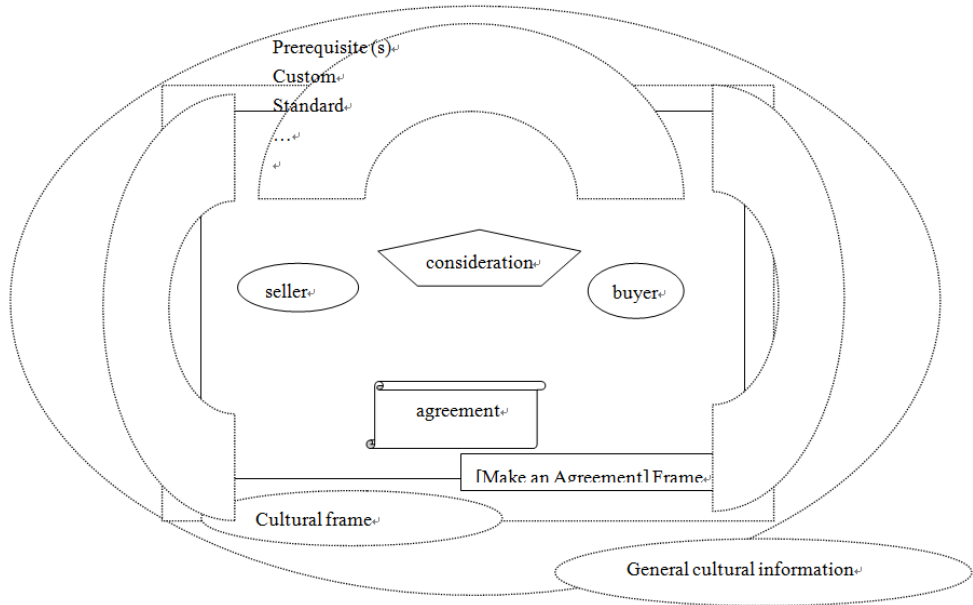 Prerequisite (s)
Custom
Standard
…
consideration
seller
buyer
agreement
[Make an Agreement] Frame
Cultural frame
General cultural information